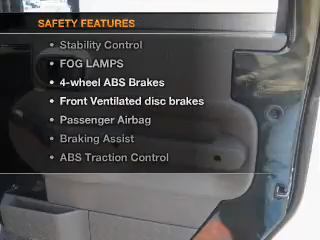 SAFETY FEATURES
• Stability Control
• FOG LAMPS
• 4-wheel ABS Brakes
• Front Ventilated disc brakes
• Passenger Airbag
• Braking Assist
• ABS Traction Control